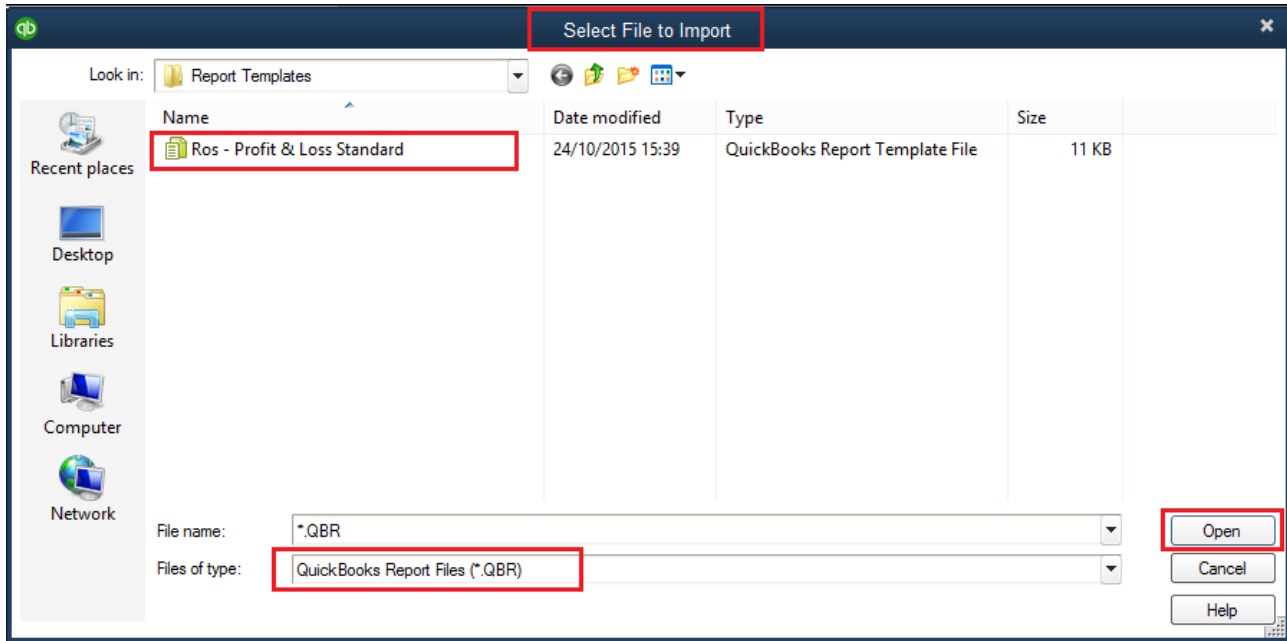 qb
Select File to Import
Look in: Report Templates
Name Date modified Type Size
Ros - Profit & Loss Standard 24/10/2015 15:39 QuickBooks Report Template File 11 KB
Recent places
Desktop
Libraries
Computer
Network
File name: *.QBR Open
Files of type: QuickBooks Report Files (*.QBR) Cancel
Help